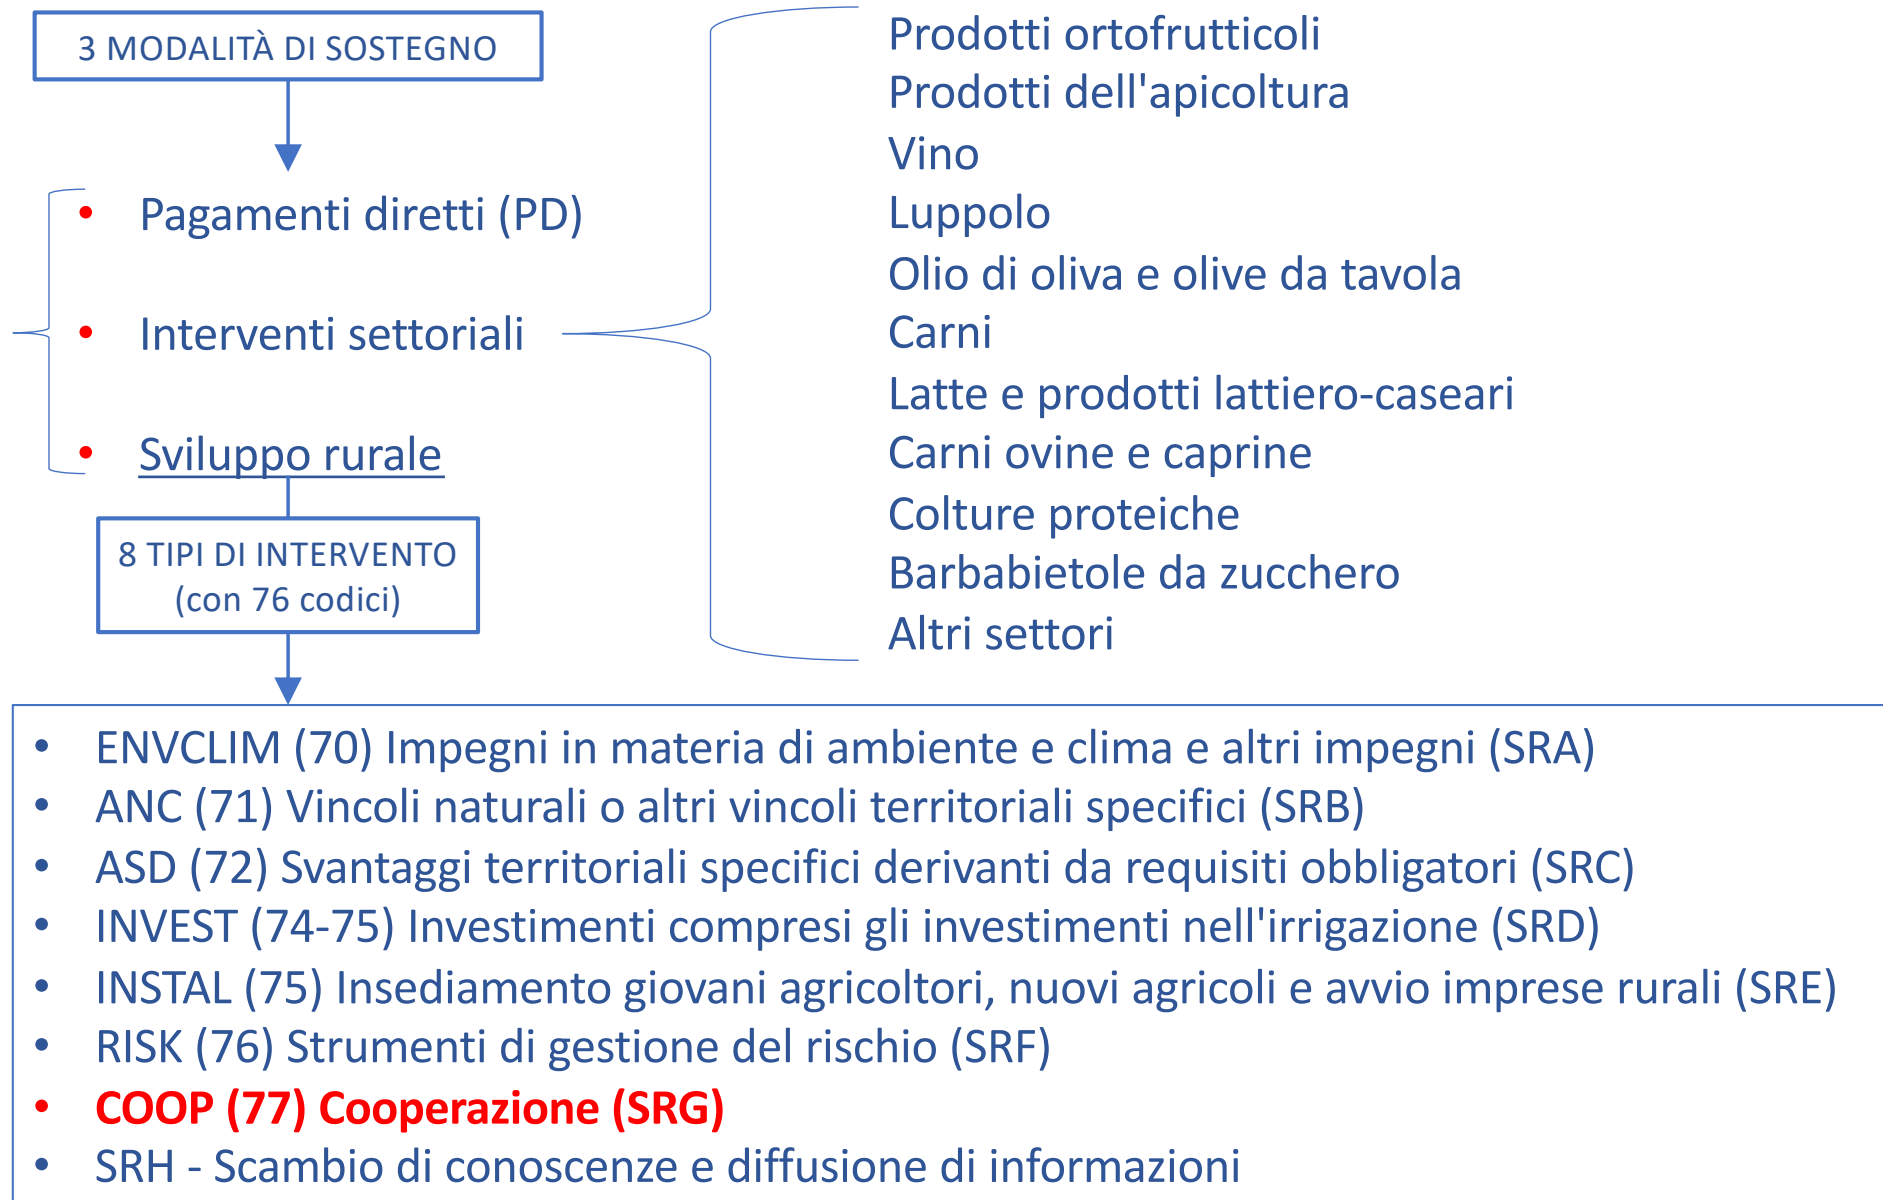 3 MODALITÀ DI SOSTEGNO
• Pagamenti diretti (PD)
• Interventi settoriali
• Sviluppo rurale
Prodotti ortofrutticoli
Prodotti dell'apicoltura
Vino
Luppolo
Olio di oliva e olive da tavola
Carni
Latte e prodotti lattiero-caseari
Carni ovine e caprine
Colture proteiche
Barbabietole da zucchero
Altri settori
8 TIPI DI INTERVENTO
(con 76 codici)
• ENVCLIM (70) Impegni in materia di ambiente e clima e altri impegni (SRA)
• ANC (71) Vincoli naturali o altri vincoli territoriali specifici (SRB)
• ASD (72) Svantaggi territoriali specifici derivanti da requisiti obbligatori (SRC)
• INVEST (74-75) Investimenti compresi gli investimenti nell'irrigazione (SRD)
• INSTAL (75) Insediamento giovani agricoltori, nuovi agricoli e avvio imprese rurali (SRE)
• RISK (76) Strumenti di gestione del rischio (SRF)
• COOP (77) Cooperazione (SRG)
• SRH - Scambio di conoscenze e diffusione di informazioni